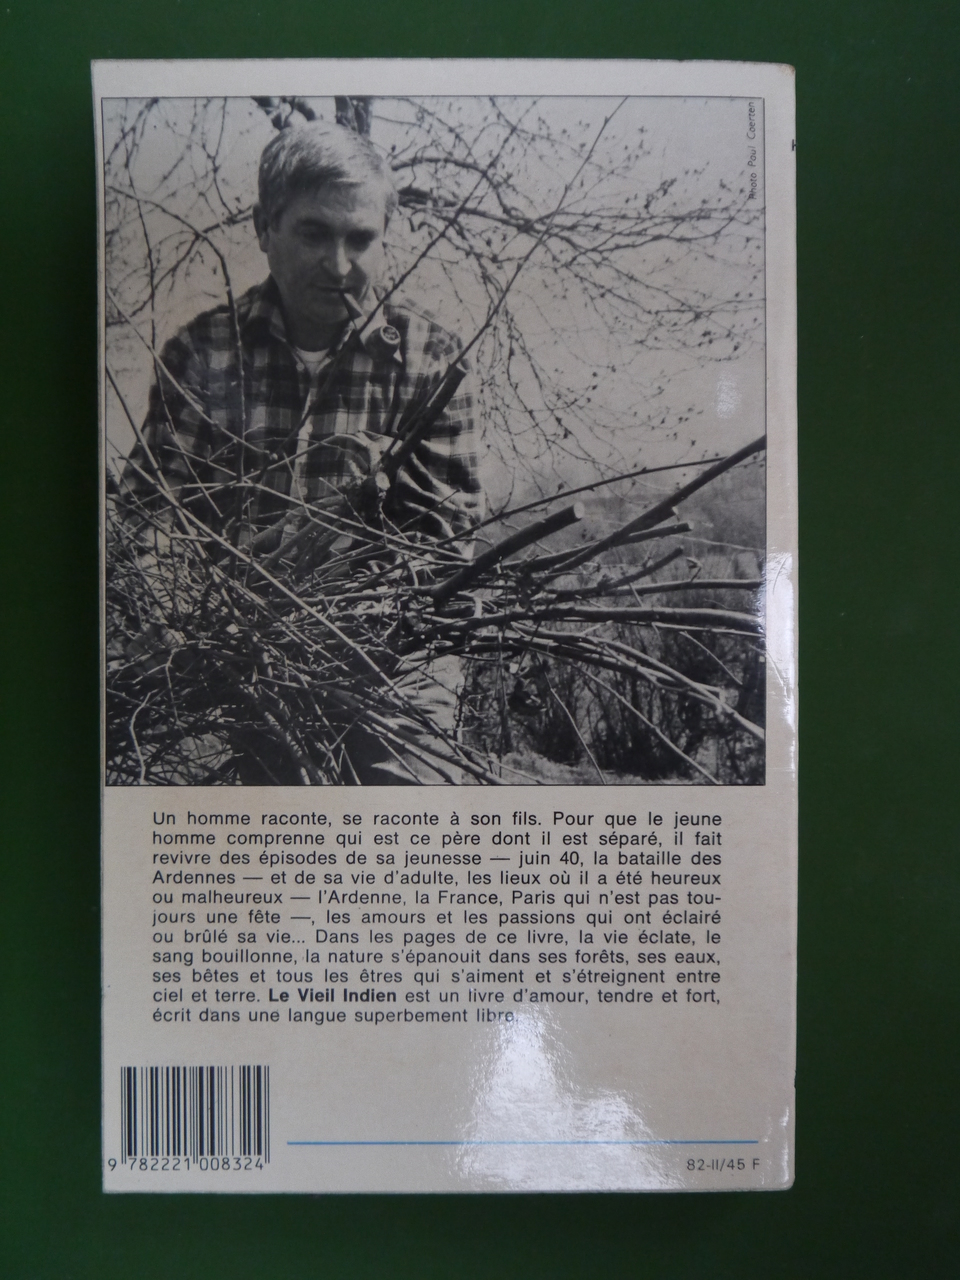 Photo Paul Coerten
Un homme raconte, se raconte à son fils. Pour que le jeune
homme comprenne qui est ce père dont il est séparé, il fait
revivre des épisodes de sa jeunesse — juin 40, la bataille des
Ardennes — et de sa vie d'adulte, les lieux où il a été heureux
ou malheureux — l'Ardenne, la France, Paris qui n'est pas tou-
jours une fête —, les amours et les passions qui ont éclairé
ou brûlé sa vie... Dans les pages de ce livre, la vie éclate, le
sang bouillonne, la nature s'épanouit dans ses forêts, ses eaux,
ses bêtes et tous les êtres qui s'aiment et s'étreignent entre
ciel et terre. Le Vieil Indien est un livre d'amour, tendre et fort,
écrit dans une langue superbement libre.
9 782221 008324
82-II/45 F